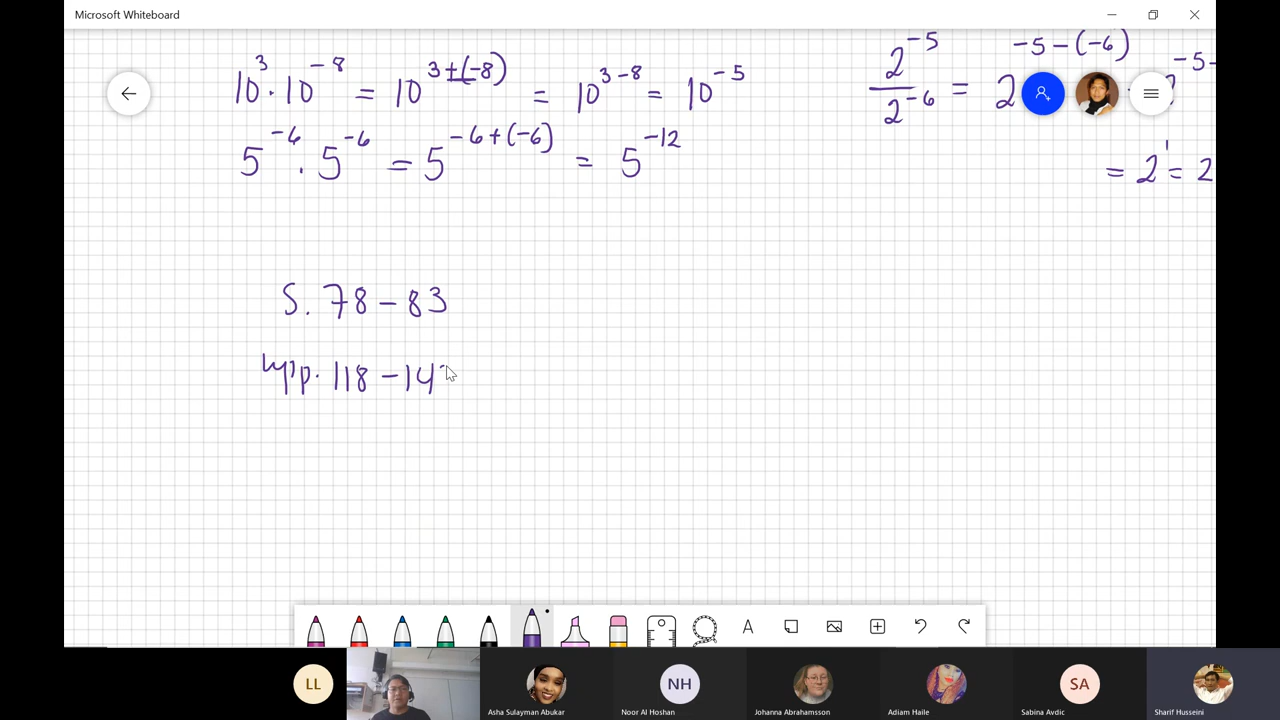 Microsoft Whiteboard
10³ · 10⁻⁸ = 10³⁺⁽⁻⁸⁾ = 10³⁻⁸ = 10⁻⁵
5⁻⁶ · 5⁻⁶ = 5⁻⁶⁺⁽⁻⁶⁾ = 5⁻¹²
2⁻⁵ / 2⁻⁶ = 2⁻⁵⁻⁽⁻⁶⁾
= 2¹ = 2
S. 78 – 83
Upp. 118 – 14
A
LL
NH
SA
Asha Sulayman Abukar
Noor Al Hoshan
Johanna Abrahamsson
Adiam Haile
Sabina Avdic
Sharif Husseini